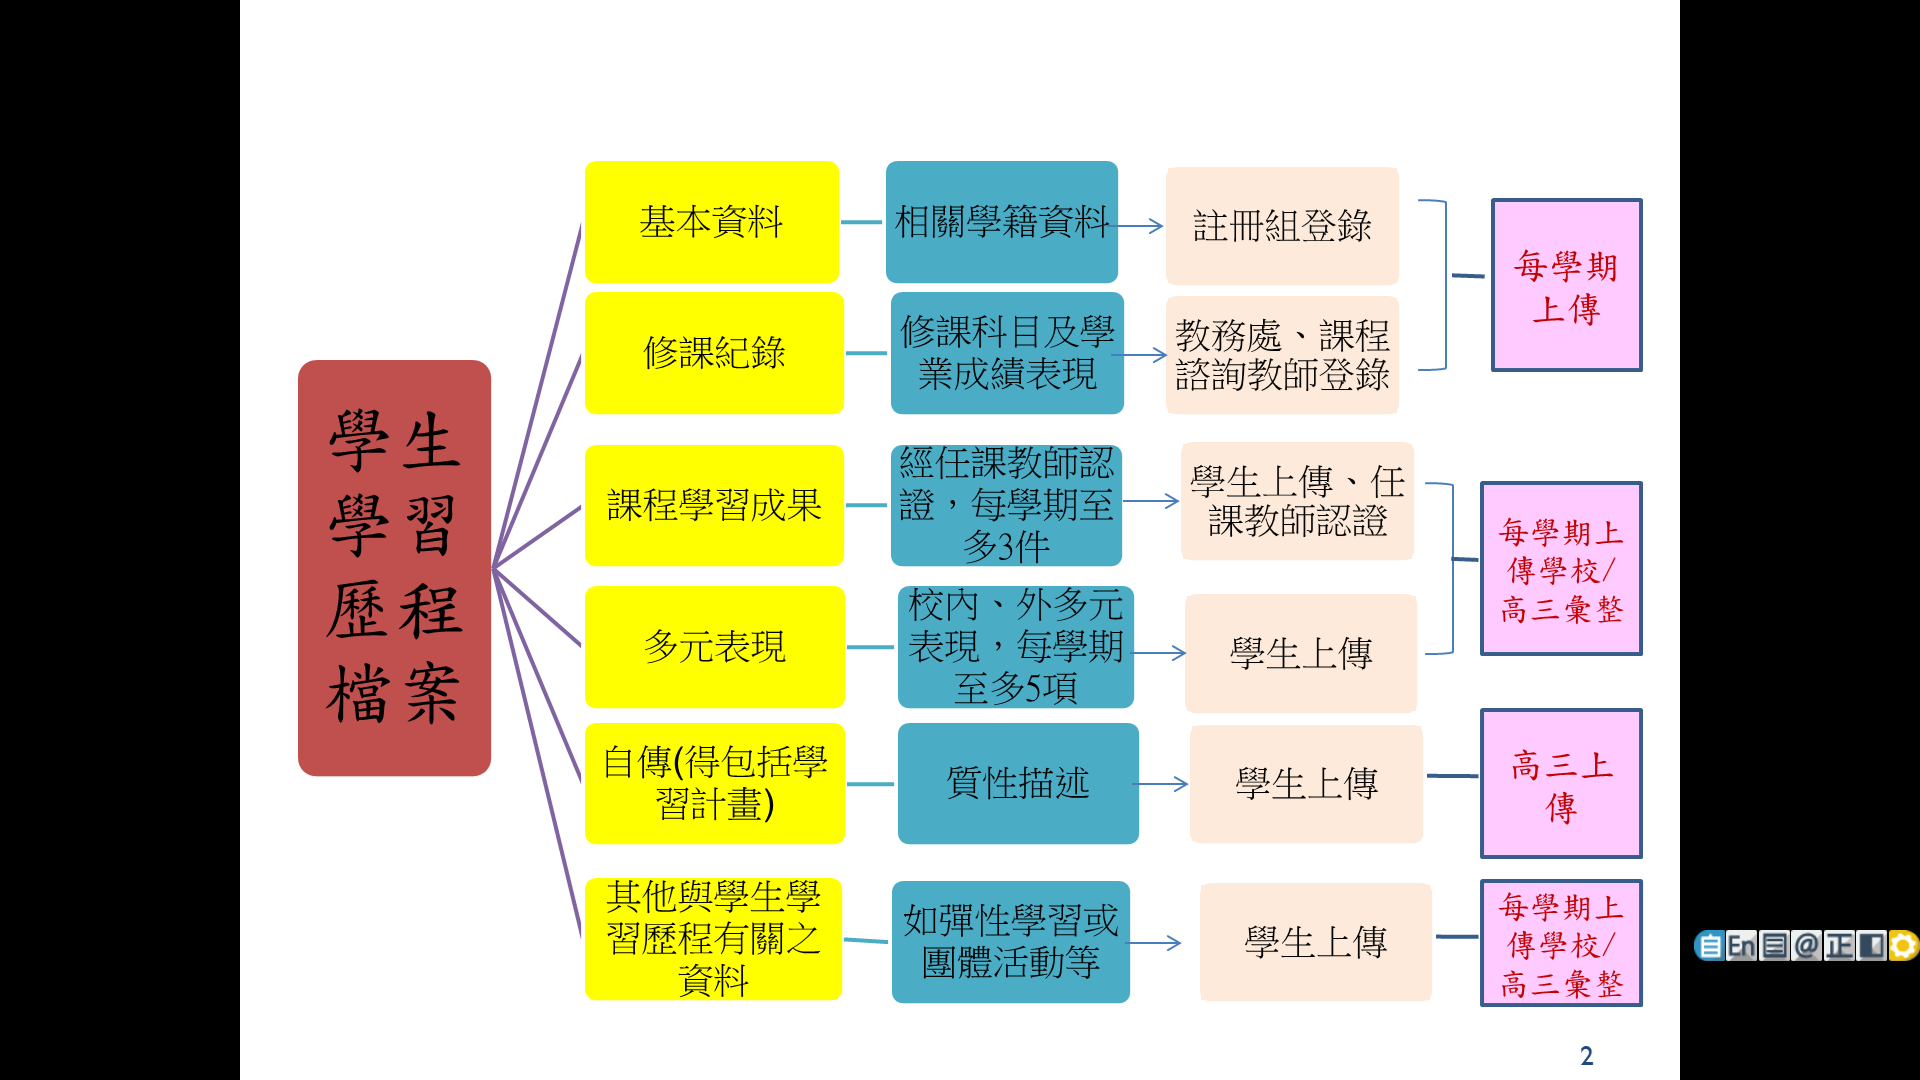 學生
學習
歷程
檔案
基本資料
相關學籍資料
註冊組登錄
修課紀錄
修課科目及學
業成績表現
教務處、課程
諮詢教師登錄
每學期
上傳
課程學習成果
經任課教師認
證，每學期至
多3件
學生上傳、任
課教師認證
多元表現
校內、外多元
表現，每學期
至多5項
學生上傳
每學期上
傳學校/
高三彙整
自傳(得包括學
習計畫)
質性描述
學生上傳
高三上
傳
其他與學生學
習歷程有關之
資料
如彈性學習或
團體活動等
學生上傳
每學期上
傳學校/
高三彙整
自En@正
2